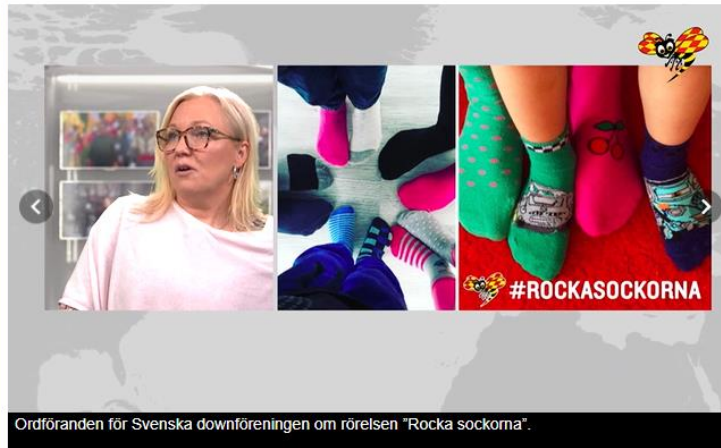 #ROCKASOCKORNA
Ordföranden för Svenska downföreningen om rörelsen ”Rocka sockorna”.